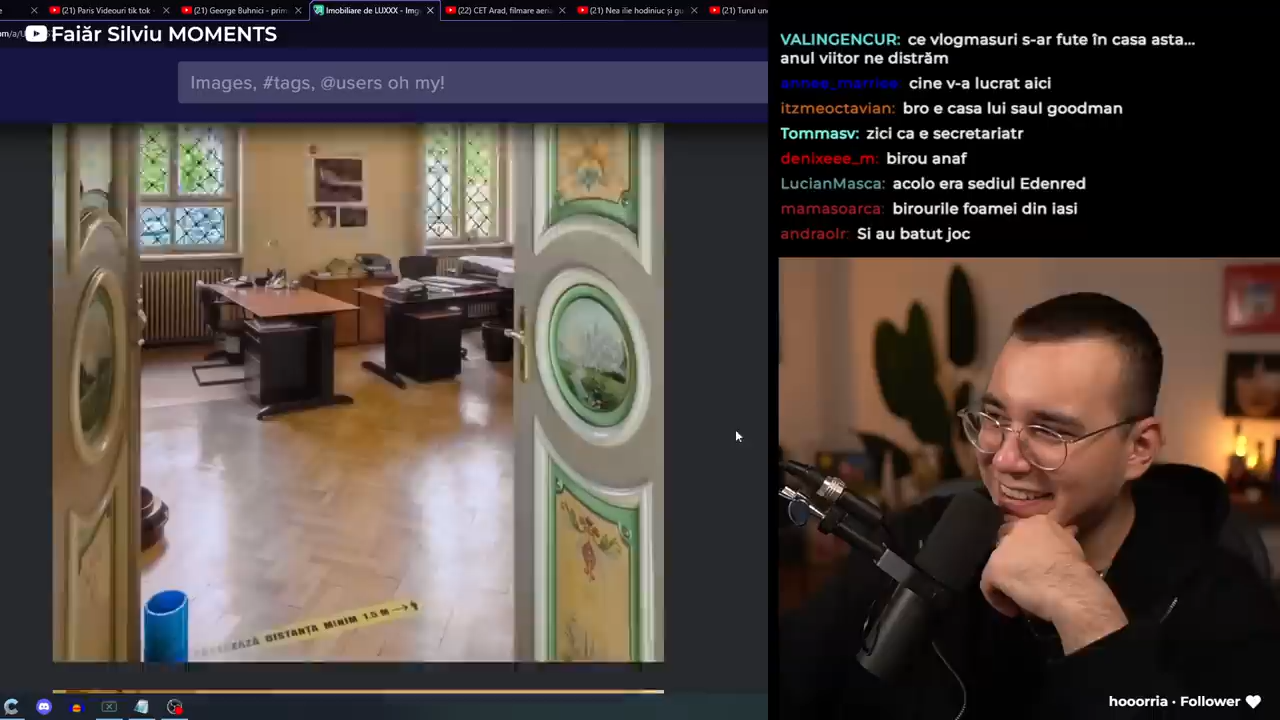 (21) Paris Videouri tik tok
(21) George Buhnici - prim
Imobiliare de LUXXX - Img
(22) CET Arad, filmare aeri
(21) Nea ilie hodiniuc și gu
(21) Turul un
Faiăr Silviu MOMENTS
Images, #tags, @users oh my!
VALINGENCUR: ce vlogmasuri s-ar fute în casa asta...
anul viitor ne distrăm
cine v-a lucrat aici
itzmeoctavian: bro e casa lui saul goodman
Tommasv: zici ca e secretariatr
denixeee_m: birou anaf
LucianMasca: acolo era sediul Edenred
mamasoarca: birourile foamei din iasi
andraolr: Si au batut joc
DISTANȚA MINIM 1.5 M
hooorria · Follower